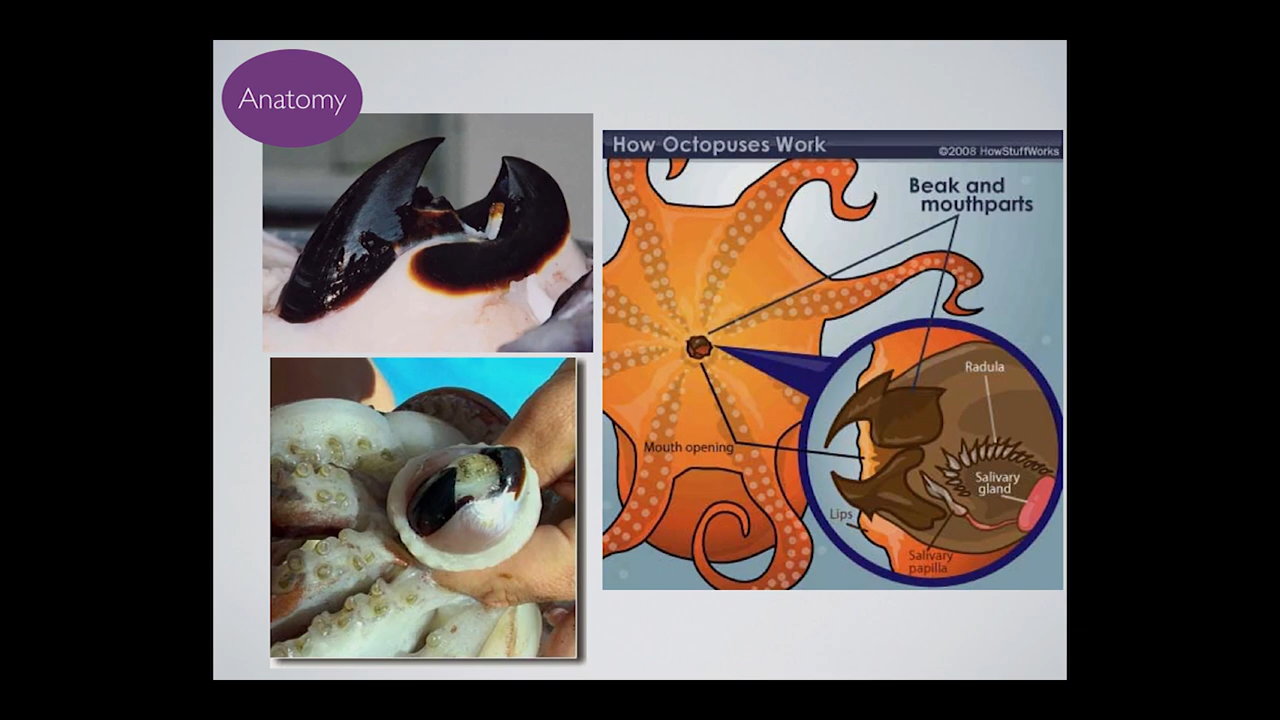 Anatomy
How Octopuses Work
©2008 HowStuffWorks
Beak and
mouthparts
Radula
Mouth opening
Salivary
gland
Lips
Salivary
papilla